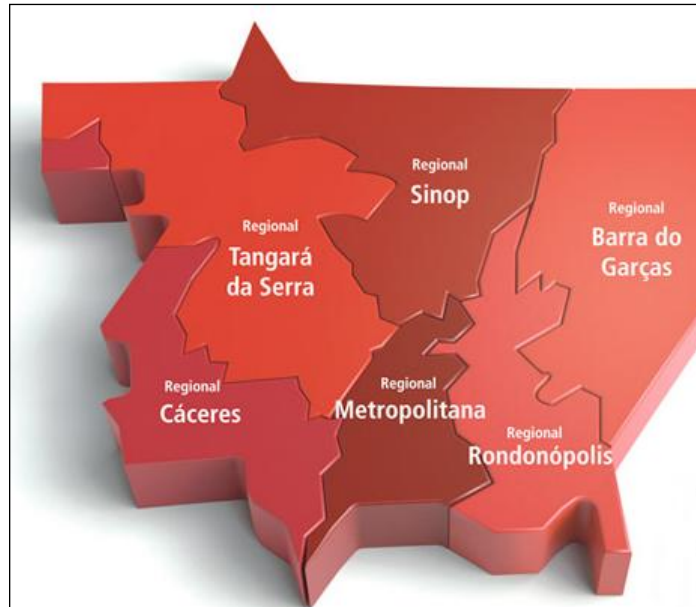 Regional
Sinop
Regional
Barra do
Garças
Regional
Tangará
da Serra
Regional
Cáceres
Regional
Metropolitana
Regional
Rondonópolis